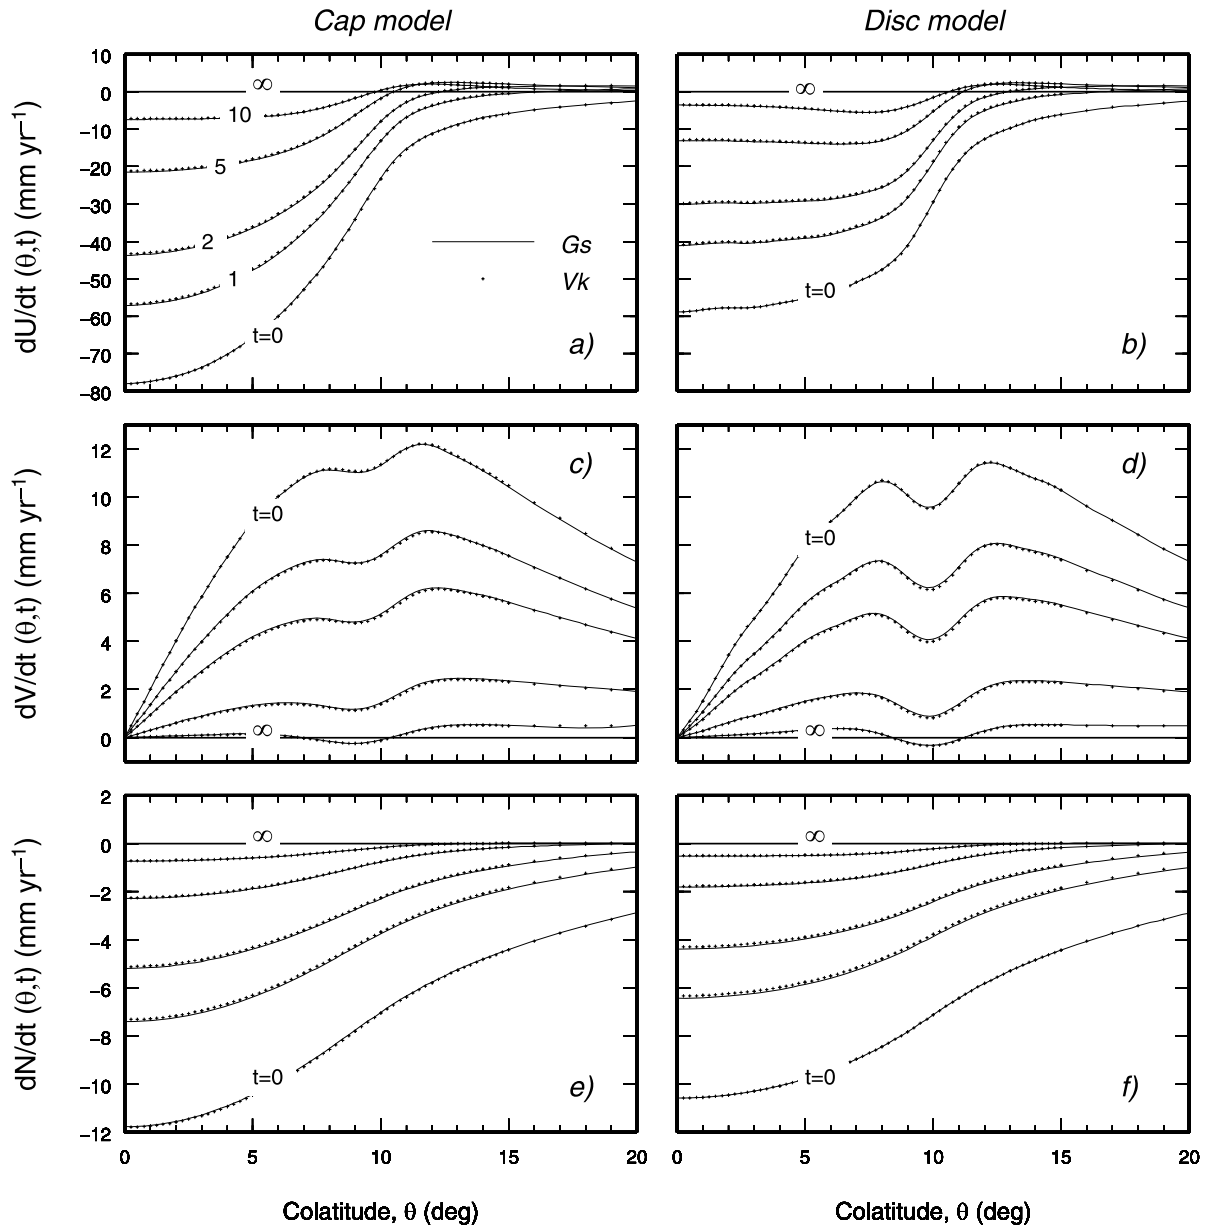 Cap model
Disc model
dU/dt (θ,t) (mm yr⁻¹)
10
0
−10
−20
−30
−40
−50
−60
−70
−80
∞
10
5
2
1
t=0
Gs
Vk
a)
∞
t=0
b)
dV/dt (θ,t) (mm yr⁻¹)
12
10
8
6
4
2
0
t=0
∞
c)
t=0
∞
d)
dN/dt (θ,t) (mm yr⁻¹)
2
0
−2
−4
−6
−8
−10
−12
∞
t=0
e)
∞
t=0
f)
0 5 10 15 20
0 5 10 15 20
Colatitude, θ (deg)
Colatitude, θ (deg)